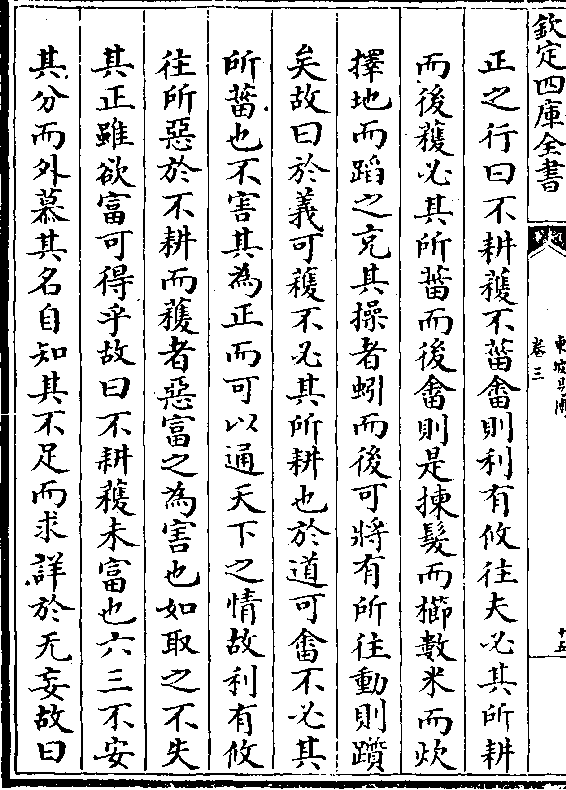 欽定四庫全書
東坡易傳
卷三
十五
正之行曰不耕穫不菑畬則利有攸往夫必其所耕
而後穫必其所菑而後畬則是揀髮而櫛數米而炊
擇地而蹈之充其操者蚓而後可將有所往動則躓
矣故曰於義可穫不必其所耕也於道可畬不必其
所菑也不害其為正而可以通天下之情故利有攸
往所惡於不耕而穫者惡富之為害也如取之不失
其正雖欲富可得乎故曰不耕穫未富也六三不安
其分而外慕其名自知其不足而求詳於无妄故曰